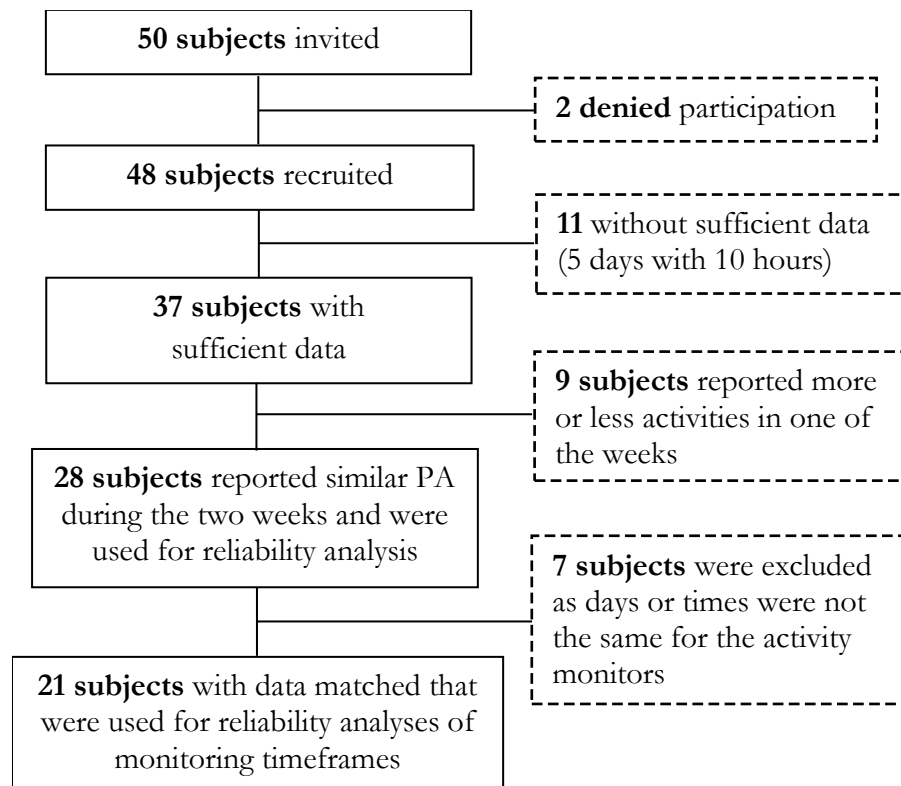 50 subjects invited
2 denied participation
48 subjects recruited
11 without sufficient data
(5 days with 10 hours)
37 subjects with
sufficient data
9 subjects reported more
or less activities in one of
the weeks
28 subjects reported similar PA
during the two weeks and were
used for reliability analysis
7 subjects were excluded
as days or times were not
the same for the activity
monitors
21 subjects with data matched that
were used for reliability analyses of
monitoring timeframes